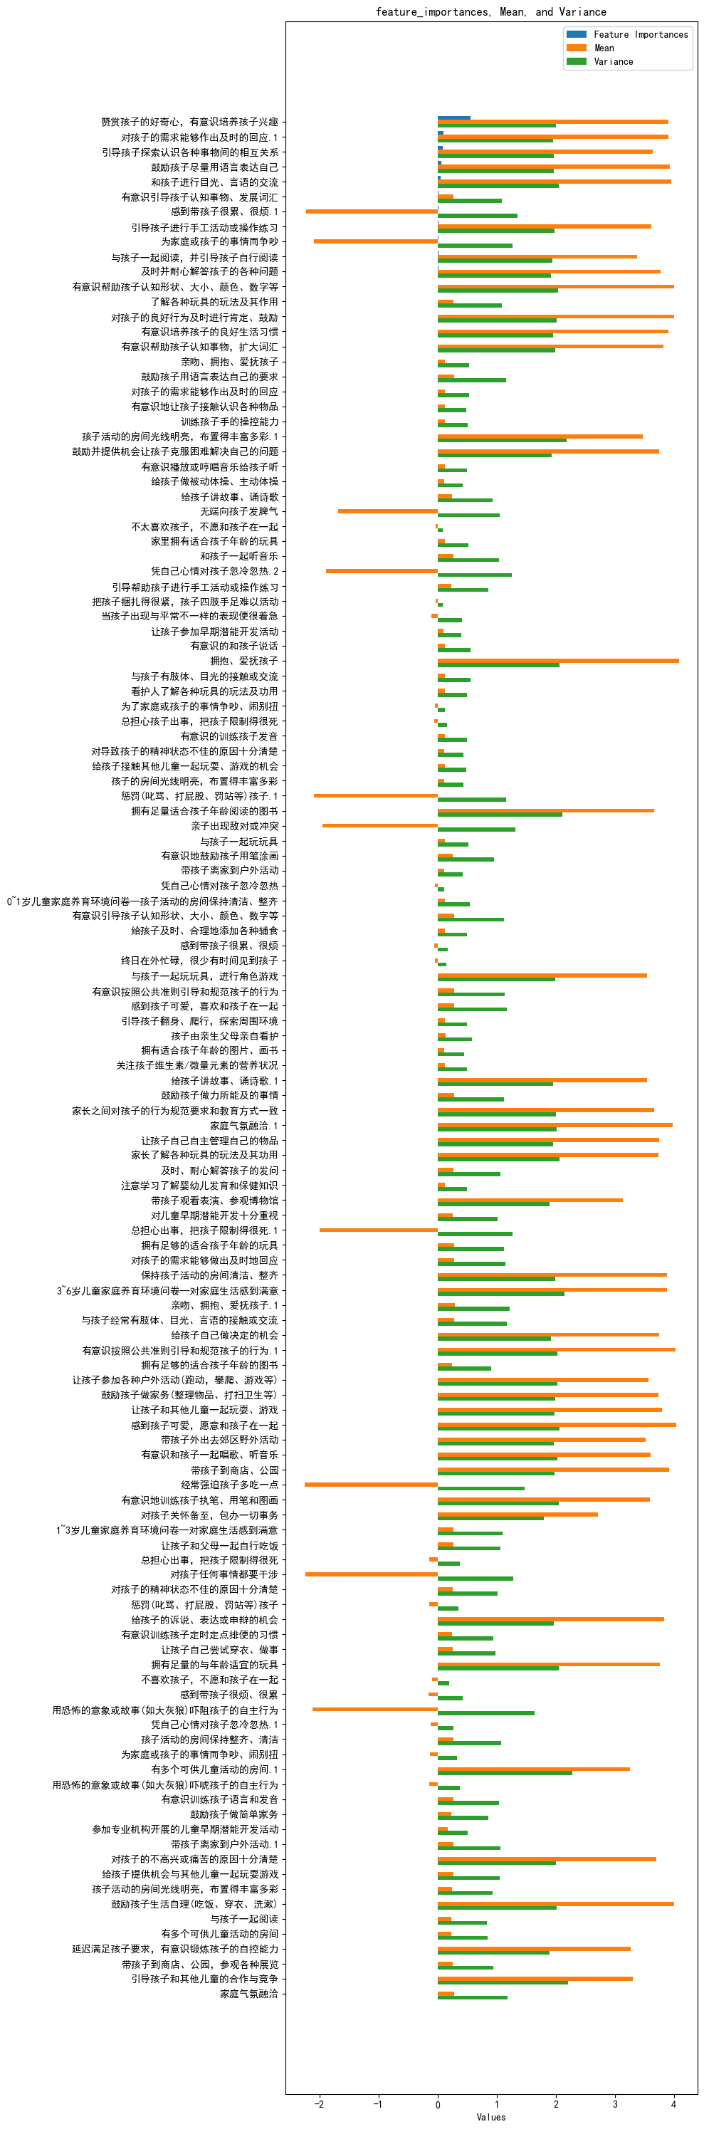 feature_importances, Mean, and Variance
Feature Importances
Mean
Variance
赞赏孩子的好奇心，有意识培养孩子兴趣
对孩子的需求能够作出及时的回应.1
引导孩子探索认识各种事物间的相互关系
鼓励孩子尽量用语言表达自己
和孩子进行目光、言语的交流
有意识引导孩子认知事物、发展词汇
感到带孩子很累、很烦.1
引导孩子进行手工活动或操作练习
为家庭或孩子的事情而争吵
与孩子一起阅读，并引导孩子自行阅读
及时并耐心解答孩子的各种问题
有意识帮助孩子认知形状、大小、颜色、数字等
了解各种玩具的玩法及其作用
对孩子的良好行为及时进行肯定、鼓励
有意识培养孩子的良好生活习惯
有意识帮助孩子认知事物，扩大词汇
亲吻、拥抱、爱抚孩子
鼓励孩子用语言表达自己的要求
对孩子的需求能够作出及时的回应
有意识地让孩子接触认识各种物品
训练孩子手的操控能力
孩子活动的房间光线明亮，布置得丰富多彩.1
鼓励并提供机会让孩子克服困难解决自己的问题
有意识播放或哼唱音乐给孩子听
给孩子做被动体操、主动体操
给孩子讲故事、诵诗歌
无端向孩子发脾气
不太喜欢孩子，不愿和孩子在一起
家里拥有适合孩子年龄的玩具
和孩子一起听音乐
凭自己心情对孩子忽冷忽热.2
引导帮助孩子进行手工活动或操作练习
把孩子捆扎得很紧，孩子四肢手足难以活动
当孩子出现与平常不一样的表现便很着急
让孩子参加早期潜能开发活动
有意识的和孩子说话
拥抱、爱抚孩子
与孩子有肢体、目光的接触或交流
看护人了解各种玩具的玩法及功用
为了家庭或孩子的事情争吵、闹别扭
总担心孩子出事，把孩子限制得很死
有意识的训练孩子发音
对导致孩子的精神状态不佳的原因十分清楚
给孩子接触其他儿童一起玩耍、游戏的机会
孩子的房间光线明亮，布置得丰富多彩
惩罚(叱骂、打屁股、罚站等)孩子.1
拥有足量适合孩子年龄阅读的图书
亲子出现敌对或冲突
与孩子一起玩玩具
有意识地鼓励孩子用笔涂画
带孩子离家到户外活动
凭自己心情对孩子忽冷忽热
0~1岁儿童家庭养育环境问卷—孩子活动的房间保持清洁、整齐
有意识引导孩子认知形状、大小、颜色、数字等
给孩子及时、合理地添加各种辅食
感到带孩子很累、很烦
终日在外忙碌，很少有时间见到孩子
与孩子一起玩玩具，进行角色游戏
有意识按照公共准则引导和规范孩子的行为
感到孩子可爱，喜欢和孩子在一起
引导孩子翻身、爬行，探索周围环境
孩子由亲生父母亲自看护
拥有适合孩子年龄的图片、画书
关注孩子维生素/微量元素的营养状况
给孩子讲故事、诵诗歌.1
鼓励孩子做力所能及的事情
家长之间对孩子的行为规范要求和教育方式一致
家庭气氛融洽.1
让孩子自己自主管理自己的物品
家长了解各种玩具的玩法及其功用
及时、耐心解答孩子的发问
注意学习了解婴幼儿发育和保健知识
带孩子观看表演、参观博物馆
对儿童早期潜能开发十分重视
总担心出事，把孩子限制得很死.1
拥有足够的适合孩子年龄的玩具
对孩子的需求能够做出及时地回应
保持孩子活动的房间清洁、整齐
3~6岁儿童家庭养育环境问卷—对家庭生活感到满意
亲吻、拥抱、爱抚孩子.1
与孩子经常有肢体、目光、言语的接触或交流
给孩子自己做决定的机会
有意识按照公共准则引导和规范孩子的行为.1
拥有足够的适合孩子年龄的图书
让孩子参加各种户外活动(跑动，攀爬、游戏等)
鼓励孩子做家务(整理物品、打扫卫生等)
让孩子和其他儿童一起玩耍、游戏
感到孩子可爱，愿意和孩子在一起
带孩子外出去郊区野外活动
有意识和孩子一起唱歌、听音乐
带孩子到商店、公园
经常强迫孩子多吃一点
有意识地训练孩子执笔、用笔和图画
对孩子关怀备至，包办一切事务
1~3岁儿童家庭养育环境问卷—对家庭生活感到满意
让孩子和父母一起自行吃饭
总担心出事，把孩子限制得很死
对孩子任何事情都要干涉
对孩子的精神状态不佳的原因十分清楚
惩罚(叱骂、打屁股、罚站等)孩子
给孩子的诉说、表达或申辩的机会
有意识训练孩子定时定点排便的习惯
让孩子自己尝试穿衣、做事
拥有足量的与年龄适宜的玩具
不喜欢孩子，不愿和孩子在一起
感到带孩子很烦、很累
用恐怖的意象或故事(如大灰狼)吓阻孩子的自主行为
凭自己心情对孩子忽冷忽热.1
孩子活动的房间保持整齐、清洁
为家庭或孩子的事情而争吵、闹别扭
有多个可供儿童活动的房间.1
用恐怖的意象或故事(如大灰狼)吓唬孩子的自主行为
有意识训练孩子语言和发音
鼓励孩子做简单家务
参加专业机构开展的儿童早期潜能开发活动
带孩子离家到户外活动.1
对孩子的不高兴或痛苦的原因十分清楚
给孩子提供机会与其他儿童一起玩耍游戏
孩子活动的房间光线明亮，布置得丰富多彩
鼓励孩子生活自理(吃饭、穿衣、洗漱)
与孩子一起阅读
有多个可供儿童活动的房间
延迟满足孩子要求，有意识锻炼孩子的自控能力
带孩子到商店、公园，参观各种展览
引导孩子和其他儿童的合作与竞争
家庭气氛融洽
−2 −1 0 1 2 3 4
Values